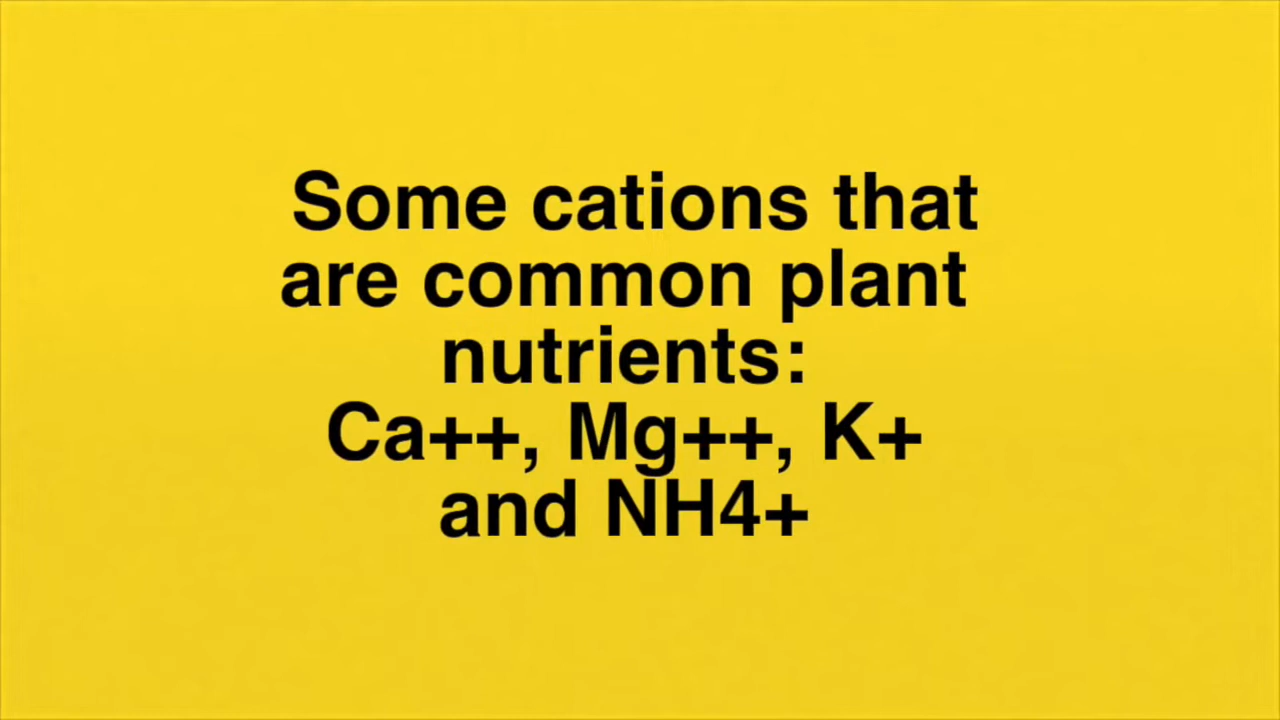 Some cations that
are common plant
nutrients:
Ca++, Mg++, K+
and NH4+